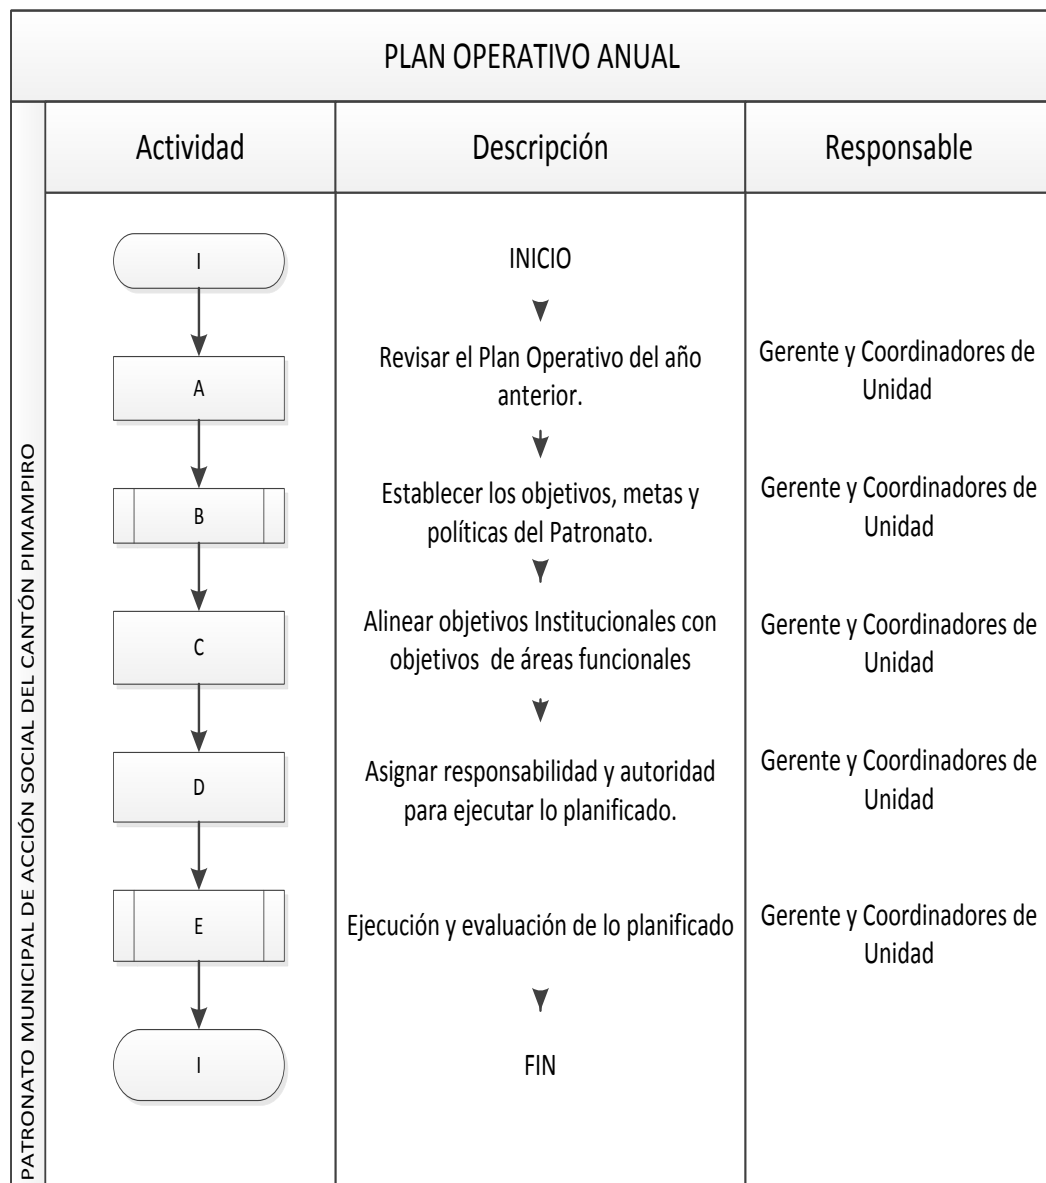 PLAN OPERATIVO ANUAL
PATRONATO MUNICIPAL DE ACCIÓN SOCIAL DEL CANTÓN PIMAMPIRO
Actividad
Descripción
Responsable
I
INICIO
A
Revisar el Plan Operativo del año
anterior.
Gerente y Coordinadores de
Unidad
B
Establecer los objetivos, metas y
políticas del Patronato.
Gerente y Coordinadores de
Unidad
C
Alinear objetivos Institucionales con
objetivos de áreas funcionales
Gerente y Coordinadores de
Unidad
D
Asignar responsabilidad y autoridad
para ejecutar lo planificado.
Gerente y Coordinadores de
Unidad
E
Ejecución y evaluación de lo planificado
Gerente y Coordinadores de
Unidad
I
FIN